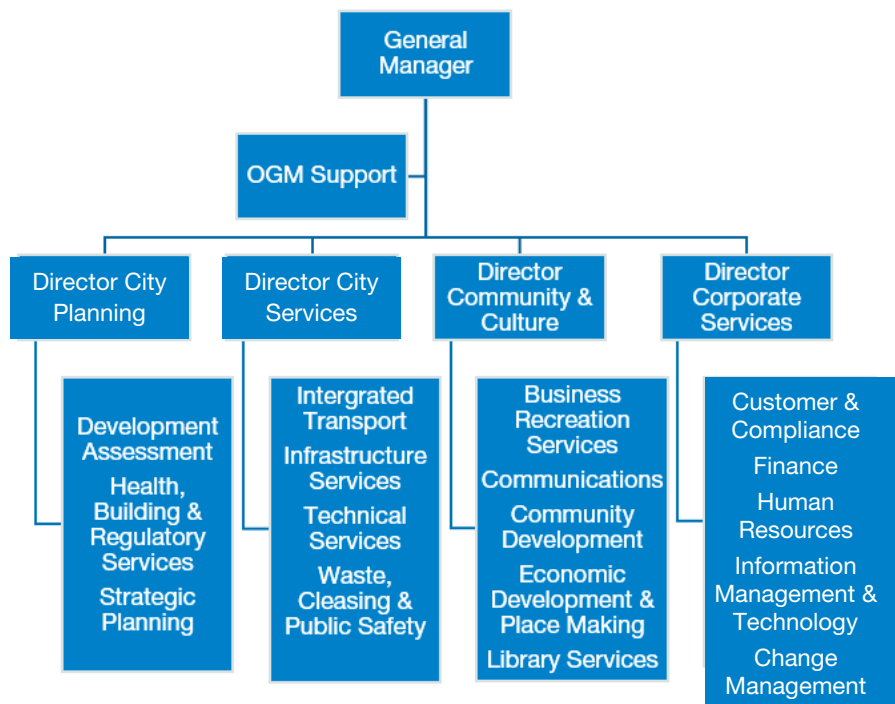 General
Manager
OGM Support
Director City
Planning
Director City
Services
Director
Community &
Culture
Director
Corporate
Services
Development
Assessment
Health,
Building &
Regulatory
Services
Strategic
Planning
Intergrated
Transport
Infrastructure
Services
Technical
Services
Waste,
Cleasing &
Public Safety
Business
Recreation
Services
Communications
Community
Development
Economic
Development &
Place Making
Library Services
Customer &
Compliance
Finance
Human
Resources
Information
Management &
Technology
Change
Management